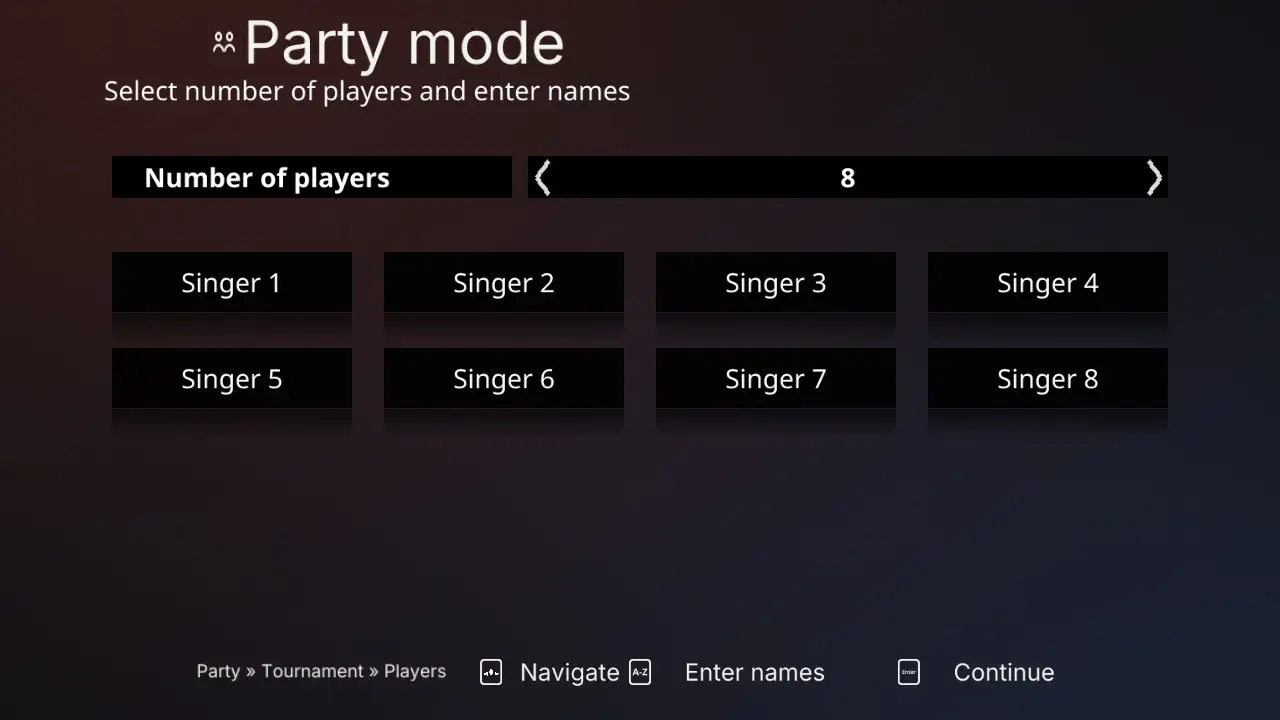 Party mode
Select number of players and enter names
Number of players 8
Singer 1 Singer 2 Singer 3 Singer 4
Singer 5 Singer 6 Singer 7 Singer 8
Party » Tournament » Players Navigate A-Z Enter names Enter Continue